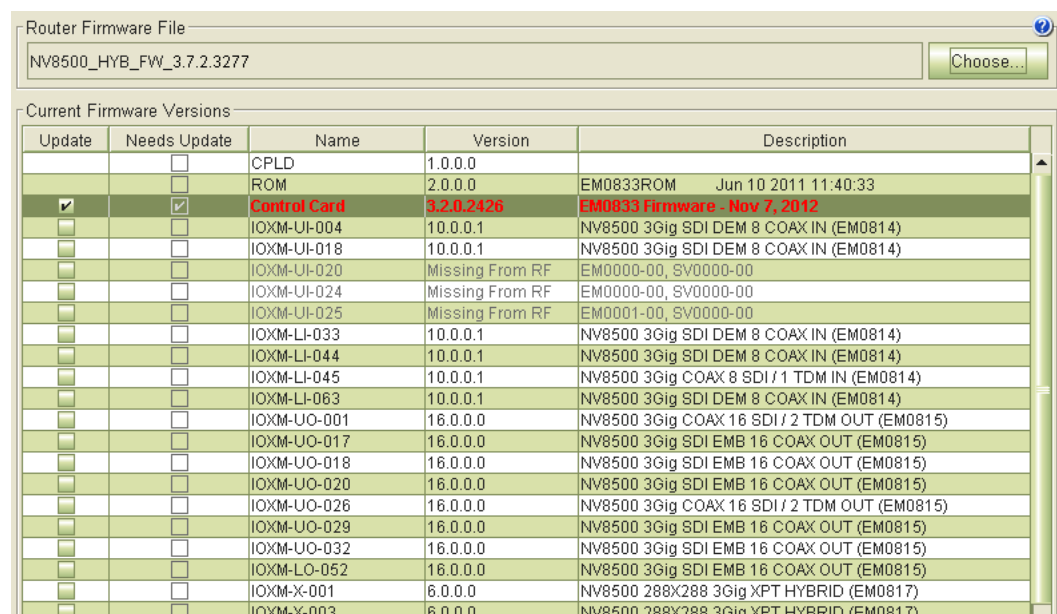 Router Firmware File
?
NV8500_HYB_FW_3.7.2.3277 Choose...
Current Firmware Versions
Update Needs Update Name Version Description
CPLD 1.0.0.0
ROM 2.0.0.0 EM0833ROM Jun 10 2011 11:40:33
Control Card 3.2.0.2426 EM0833 Firmware - Nov 7, 2012
IOXM-UI-004 10.0.0.1 NV8500 3Gig SDI DEM 8 COAX IN (EM0814)
IOXM-UI-018 10.0.0.1 NV8500 3Gig SDI DEM 8 COAX IN (EM0814)
IOXM-UI-020 Missing From RF EM0000-00, SV0000-00
IOXM-UI-024 Missing From RF EM0000-00, SV0000-00
IOXM-UI-025 Missing From RF EM0001-00, SV0000-00
IOXM-LI-033 10.0.0.1 NV8500 3Gig SDI DEM 8 COAX IN (EM0814)
IOXM-LI-044 10.0.0.1 NV8500 3Gig SDI DEM 8 COAX IN (EM0814)
IOXM-LI-045 10.0.0.1 NV8500 3Gig COAX 8 SDI / 1 TDM IN (EM0814)
IOXM-LI-063 10.0.0.1 NV8500 3Gig SDI DEM 8 COAX IN (EM0814)
IOXM-UO-001 16.0.0.0 NV8500 3Gig COAX 16 SDI / 2 TDM OUT (EM0815)
IOXM-UO-017 16.0.0.0 NV8500 3Gig SDI EMB 16 COAX OUT (EM0815)
IOXM-UO-018 16.0.0.0 NV8500 3Gig SDI EMB 16 COAX OUT (EM0815)
IOXM-UO-020 16.0.0.0 NV8500 3Gig SDI EMB 16 COAX OUT (EM0815)
IOXM-UO-026 16.0.0.0 NV8500 3Gig COAX 16 SDI / 2 TDM OUT (EM0815)
IOXM-UO-029 16.0.0.0 NV8500 3Gig SDI EMB 16 COAX OUT (EM0815)
IOXM-UO-032 16.0.0.0 NV8500 3Gig SDI EMB 16 COAX OUT (EM0815)
IOXM-LO-052 16.0.0.0 NV8500 3Gig SDI EMB 16 COAX OUT (EM0815)
IOXM-X-001 6.0.0.0 NV8500 288X288 3Gig XPT HYBRID (EM0817)
IOXM-X-003 6.0.0.0 NV8500 288X288 3Gig XPT HYBRID (EM0817)